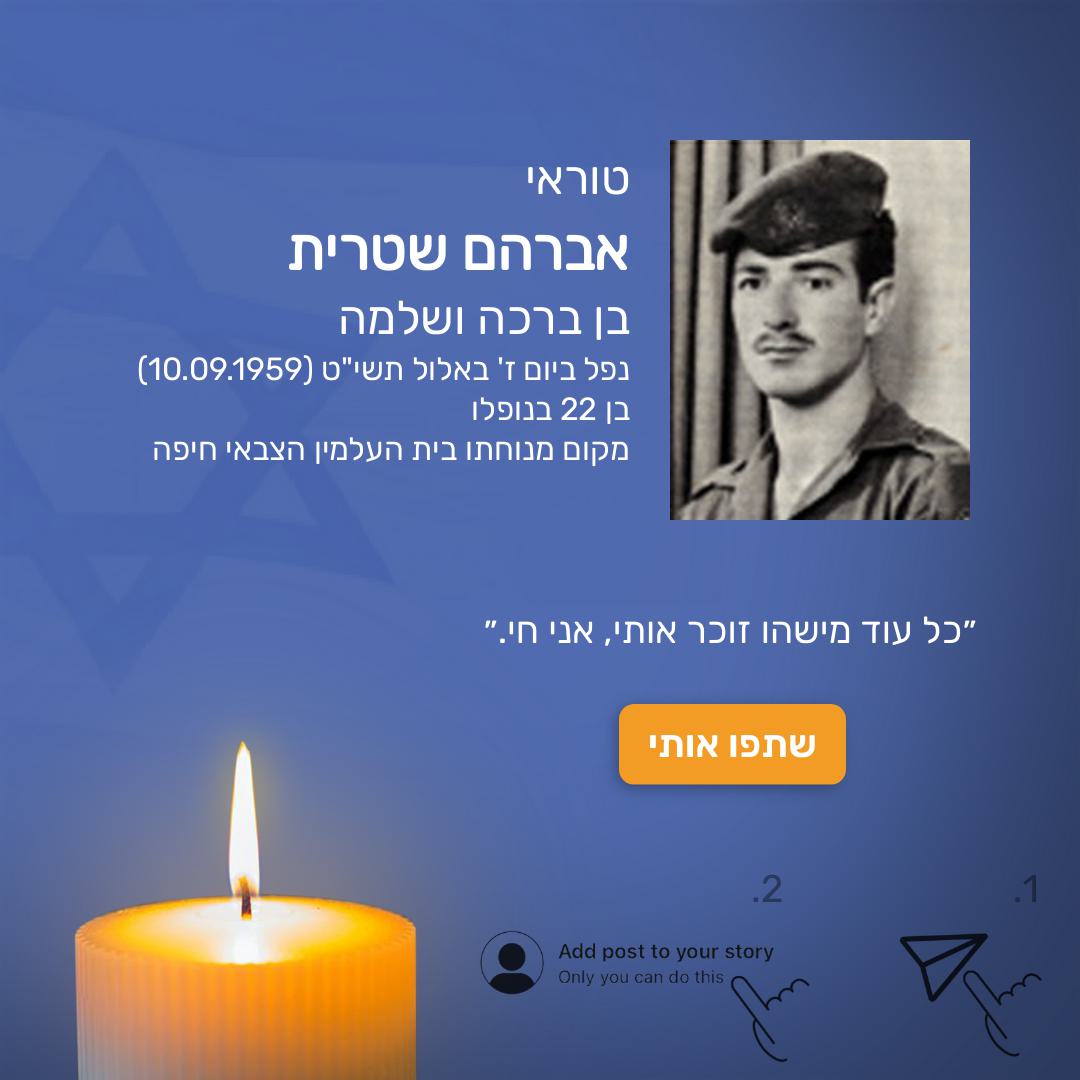 טוראי
אברהם שטרית
בן ברכה ושלמה
נפל ביום ז' באלול תשי"ט (10.09.1959)
בן 22 בנופלו
מקום מנוחתו בית העלמין הצבאי חיפה
״כל עוד מישהו זוכר אותי, אני חי.״
שתפו אותי
1.
2.
Add post to your story
Only you can do this